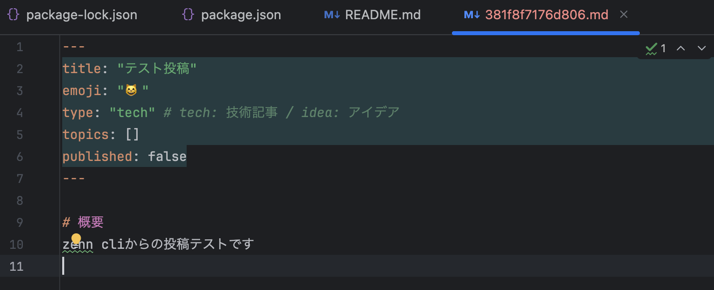 package-lock.json package.json README.md 381f8f7176d806.md
1 ---
2 title: "テスト投稿"
3 emoji: "😸"
4 type: "tech" # tech: 技術記事 / idea: アイデア
5 topics: []
6 published: false
7 ---
8
9 # 概要
10 zenn cliからの投稿テストです
11
1